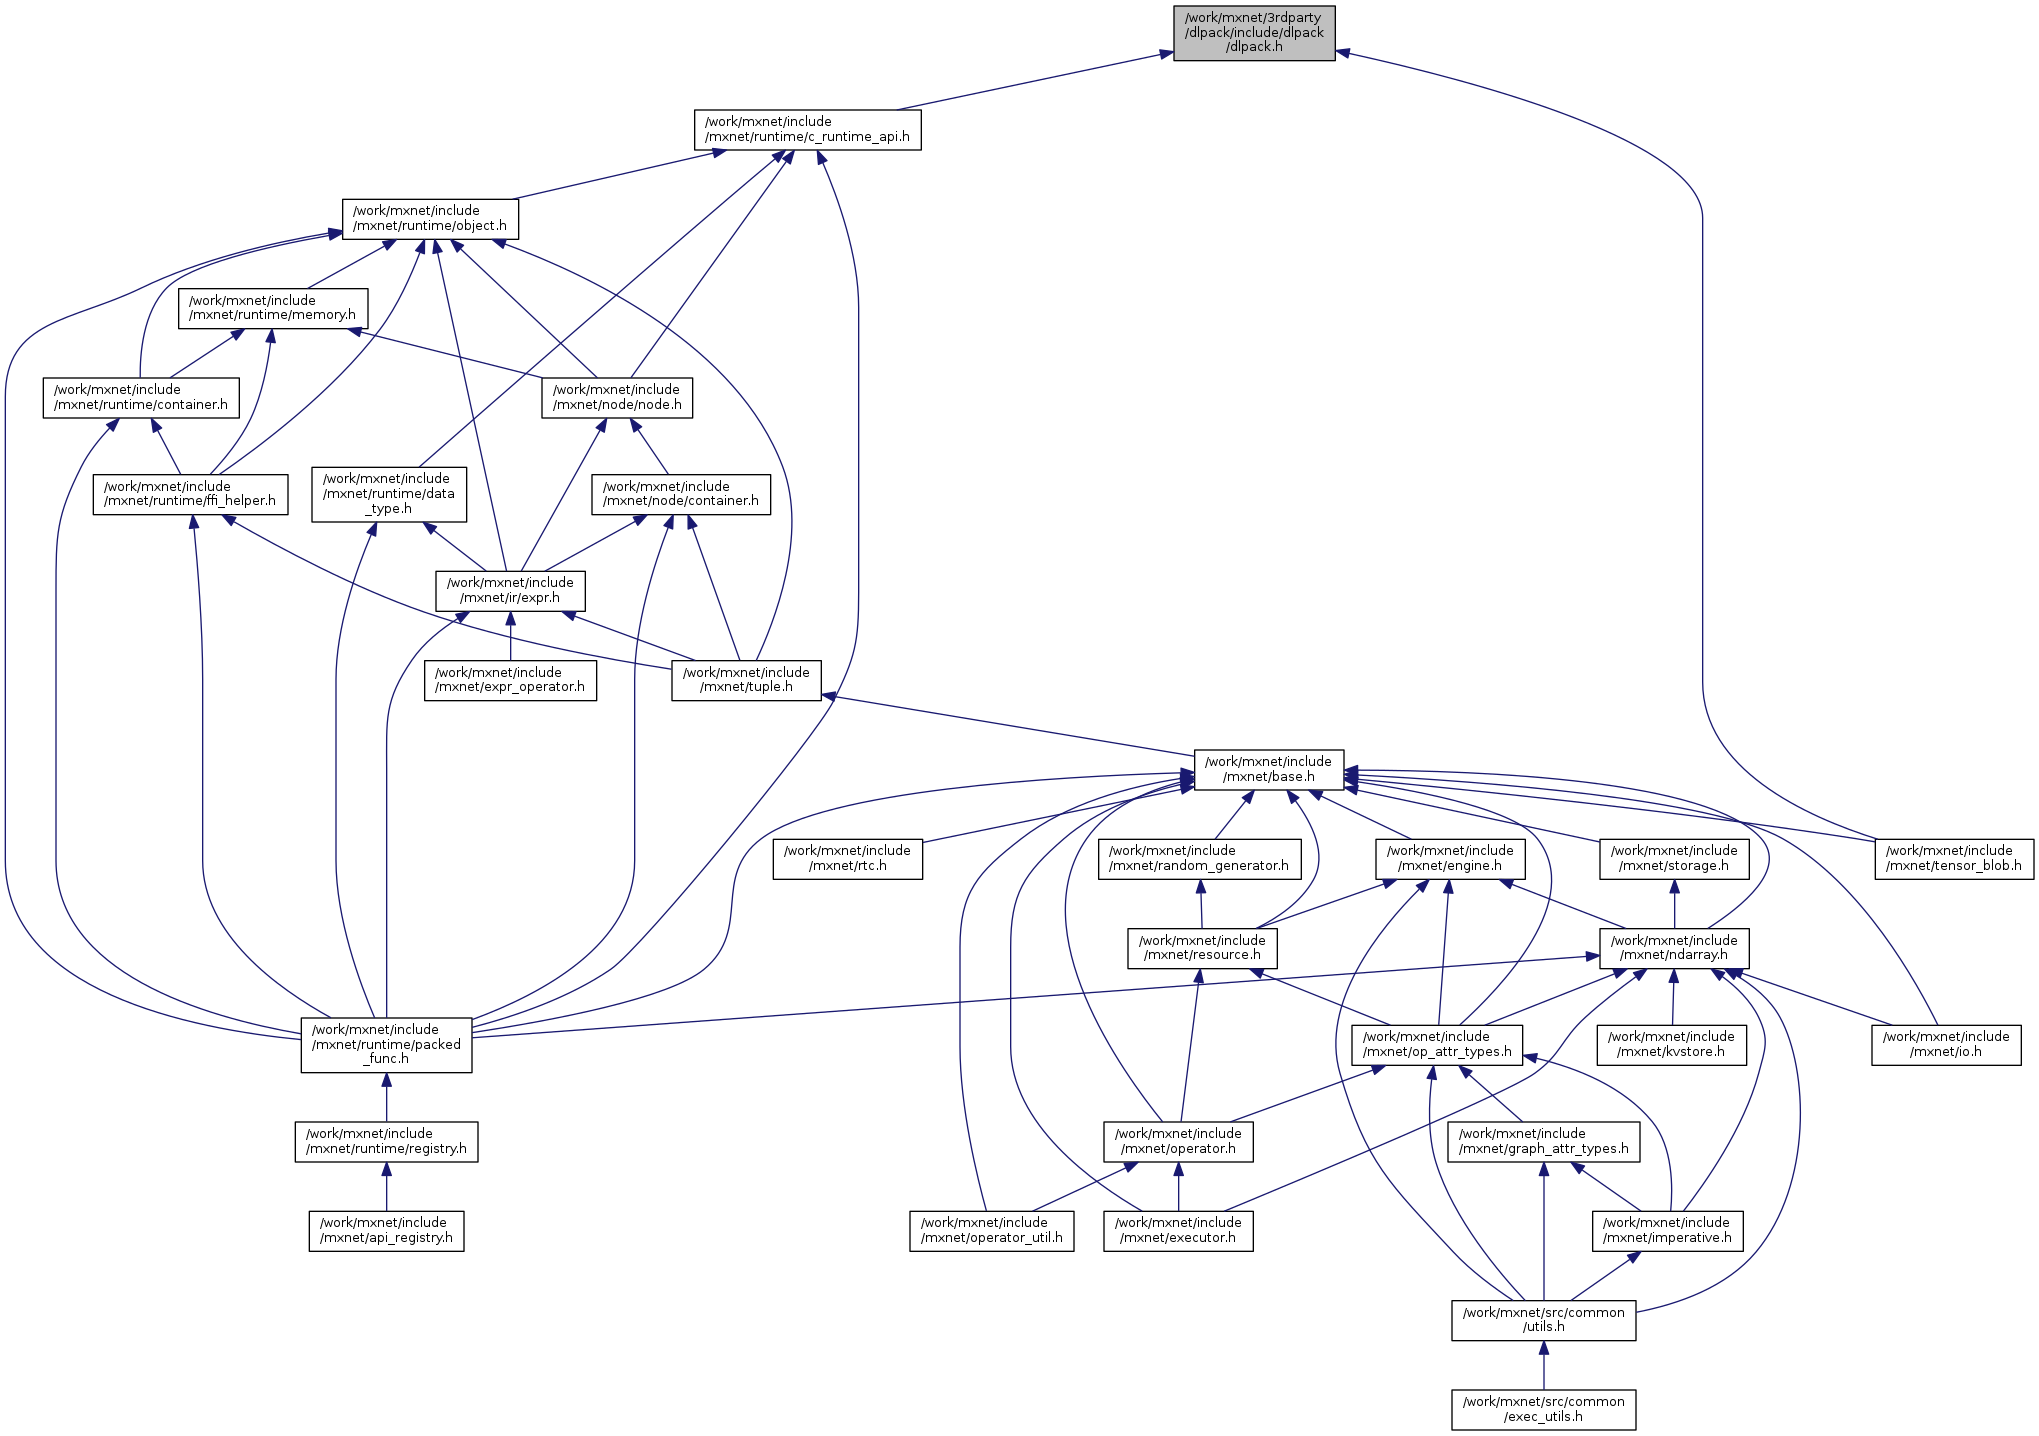 /work/mxnet/3rdparty
/dlpack/include/dlpack
/dlpack.h
/work/mxnet/include
/mxnet/runtime/c_runtime_api.h
/work/mxnet/include
/mxnet/runtime/object.h
/work/mxnet/include
/mxnet/runtime/memory.h
/work/mxnet/include
/mxnet/runtime/container.h
/work/mxnet/include
/mxnet/node/node.h
/work/mxnet/include
/mxnet/runtime/ffi_helper.h
/work/mxnet/include
/mxnet/runtime/data
_type.h
/work/mxnet/include
/mxnet/node/container.h
/work/mxnet/include
/mxnet/ir/expr.h
/work/mxnet/include
/mxnet/expr_operator.h
/work/mxnet/include
/mxnet/tuple.h
/work/mxnet/include
/mxnet/base.h
/work/mxnet/include
/mxnet/rtc.h
/work/mxnet/include
/mxnet/random_generator.h
/work/mxnet/include
/mxnet/engine.h
/work/mxnet/include
/mxnet/storage.h
/work/mxnet/include
/mxnet/tensor_blob.h
/work/mxnet/include
/mxnet/resource.h
/work/mxnet/include
/mxnet/ndarray.h
/work/mxnet/include
/mxnet/runtime/packed
_func.h
/work/mxnet/include
/mxnet/op_attr_types.h
/work/mxnet/include
/mxnet/kvstore.h
/work/mxnet/include
/mxnet/io.h
/work/mxnet/include
/mxnet/runtime/registry.h
/work/mxnet/include
/mxnet/operator.h
/work/mxnet/include
/mxnet/graph_attr_types.h
/work/mxnet/include
/mxnet/api_registry.h
/work/mxnet/include
/mxnet/operator_util.h
/work/mxnet/include
/mxnet/executor.h
/work/mxnet/include
/mxnet/imperative.h
/work/mxnet/src/common
/utils.h
/work/mxnet/src/common
/exec_utils.h